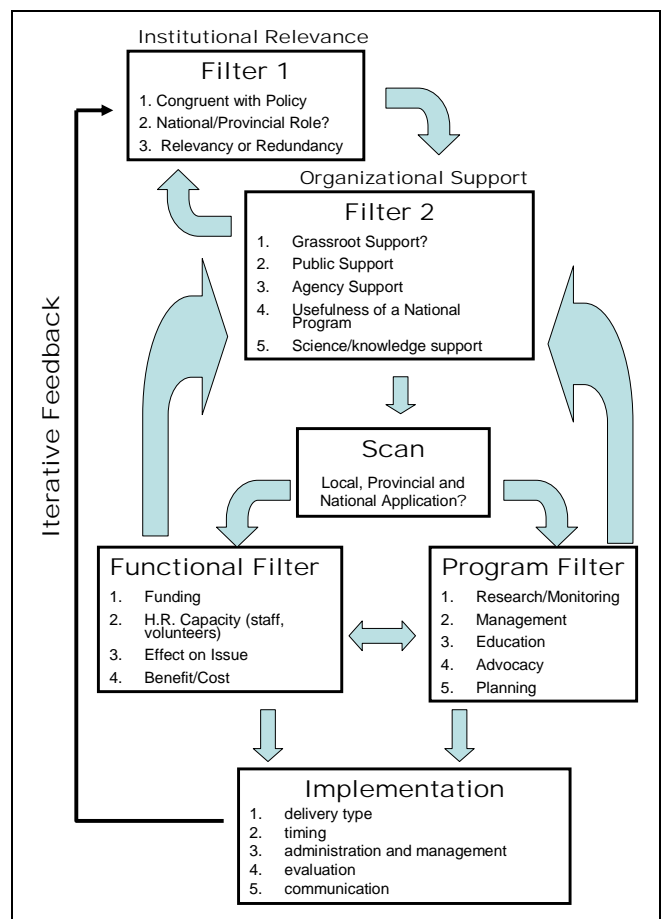 Institutional Relevance
Filter 1
1. Congruent with Policy
2. National/Provincial Role?
3. Relevancy or Redundancy
Organizational Support
Filter 2
1. Grassroot Support?
2. Public Support
3. Agency Support
4. Usefulness of a National
Program
5. Science/knowledge support
Iterative Feedback
Scan
Local, Provincial and
National Application?
Functional Filter
1. Funding
2. H.R. Capacity (staff,
volunteers)
3. Effect on Issue
4. Benefit/Cost
Program Filter
1. Research/Monitoring
2. Management
3. Education
4. Advocacy
5. Planning
Implementation
1. delivery type
2. timing
3. administration and management
4. evaluation
5. communication